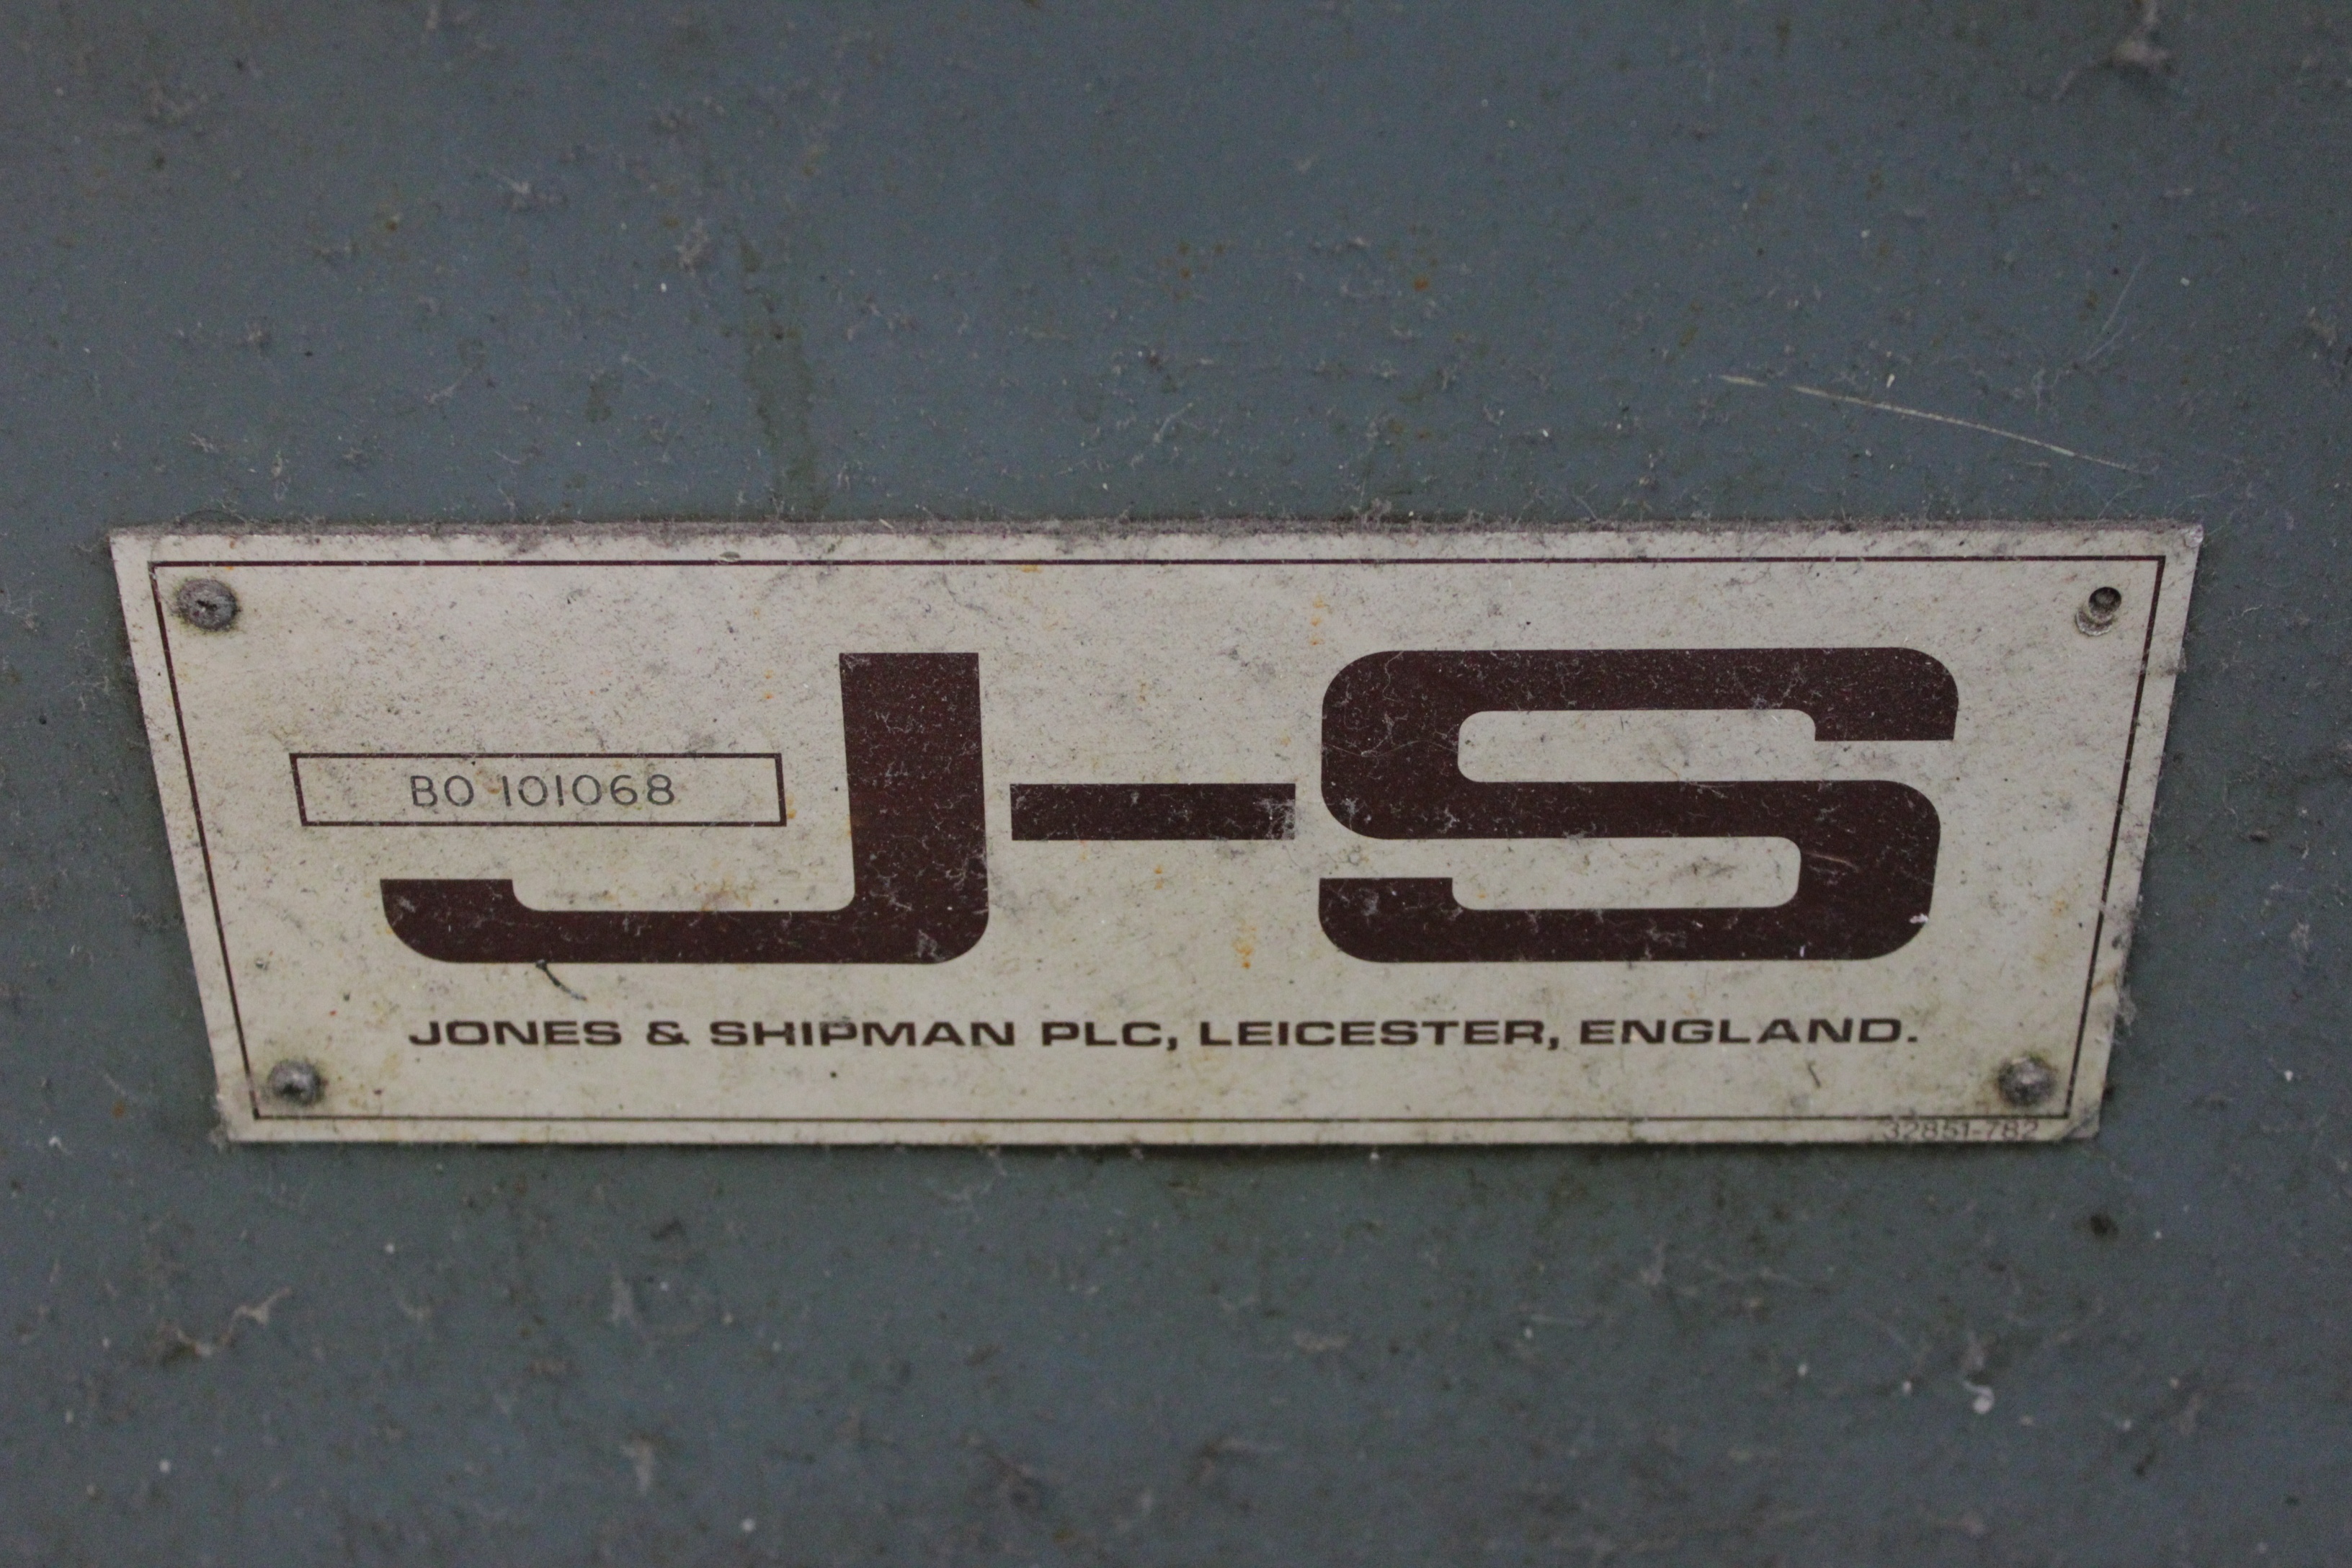 BO 101068
J-S
JONES & SHIPMAN PLC, LEICESTER, ENGLAND.
32851-782